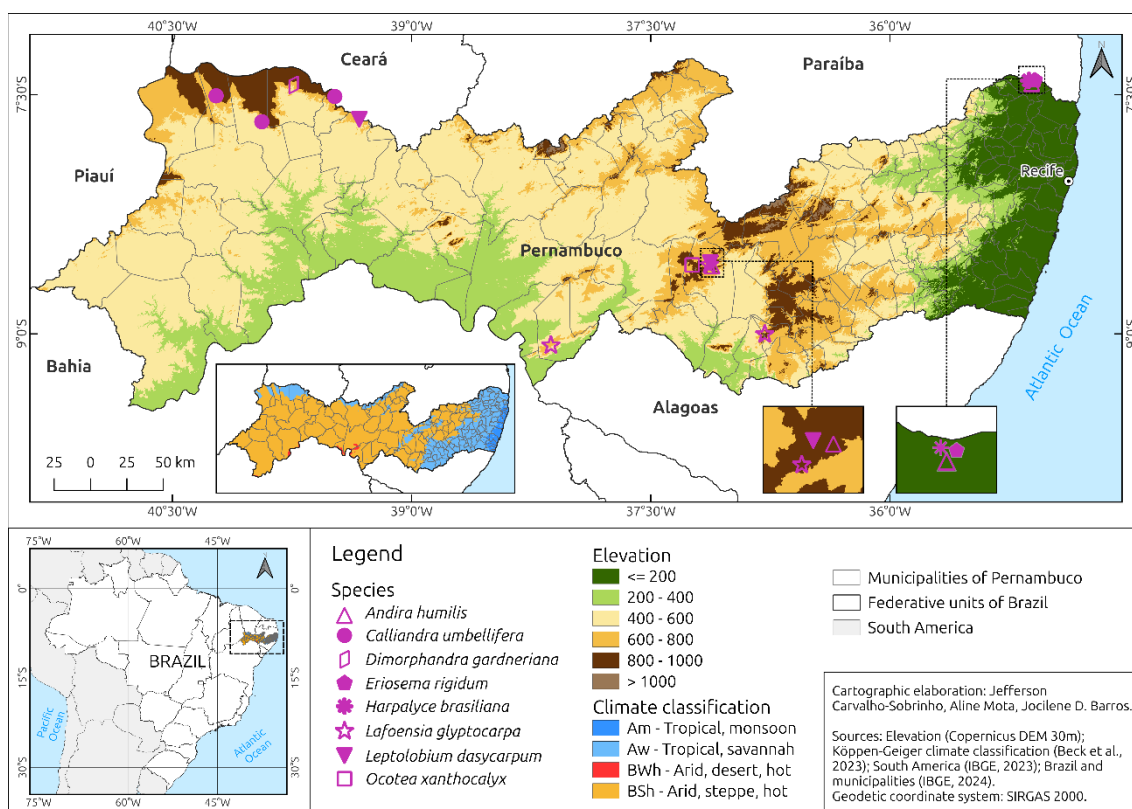 40°30'W 39°0'W 37°30'W 36°0'W
N
Ceará
Paraíba
7°30'S
7°30'S
Piauí
Recife
Pernambuco
9°0'S
9°0'S
Bahia
Atlantic Ocean
Alagoas
25 0 25 50 km
40°30'W 39°0'W 37°30'W 36°0'W
75°W 60°W 45°W
N
0° 0°
BRAZIL
15°S 15°S
Pacific Ocean
Atlantic Ocean
30°S 30°S
75°W 60°W 45°W
Legend
Species
Andira humilis
Calliandra umbellifera
Dimorphandra gardneriana
Eriosema rigidum
Harpalyce brasiliana
Lafoensia glyptocarpa
Leptolobium dasycarpum
Ocotea xanthocalyx
Elevation
<= 200
200 - 400
400 - 600
600 - 800
800 - 1000
> 1000
Climate classification
Am - Tropical, monsoon
Aw - Tropical, savannah
BWh - Arid, desert, hot
BSh - Arid, steppe, hot
Municipalities of Pernambuco
Federative units of Brazil
South America
Cartographic elaboration: Jefferson
Carvalho-Sobrinho, Aline Mota, Jocilene D. Barros.
Sources: Elevation (Copernicus DEM 30m);
Köppen-Geiger climate classification (Beck et al.,
2023); South America (IBGE, 2023); Brazil and
municipalities (IBGE, 2024).
Geodetic coordinate system: SIRGAS 2000.